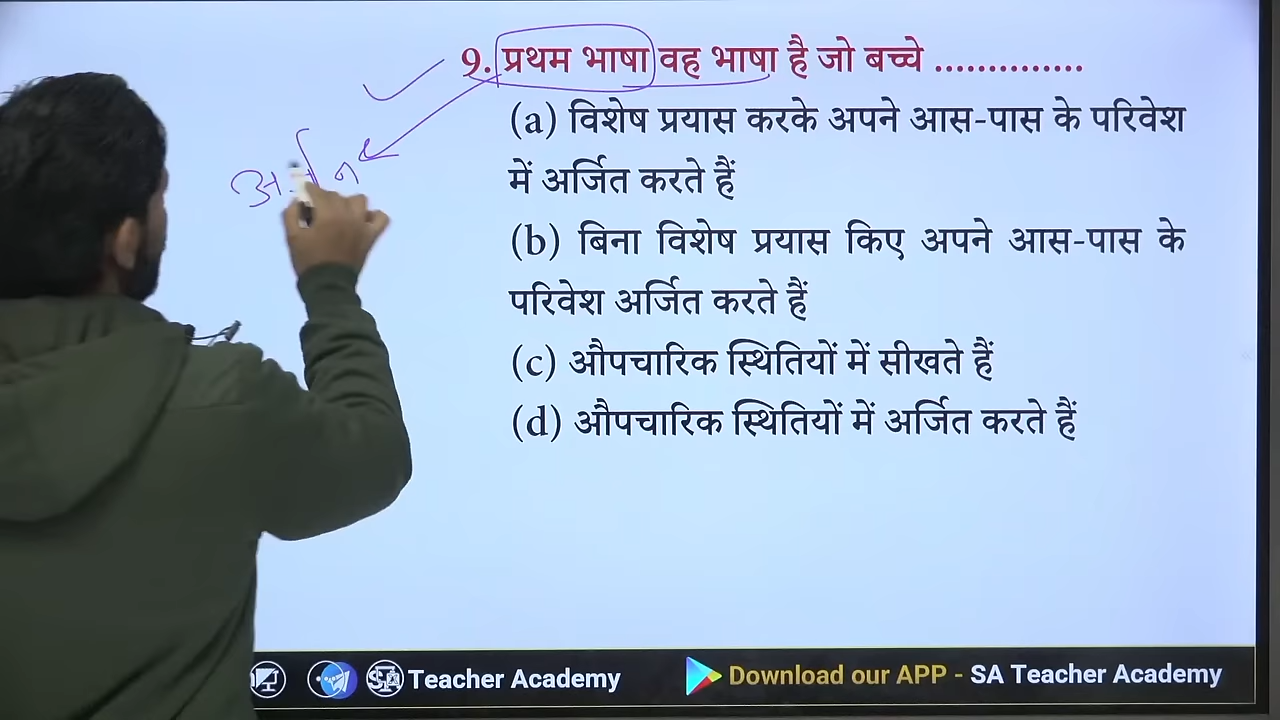 9. प्रथम भाषा वह भाषा है जो बच्चे ..............
(a) विशेष प्रयास करके अपने आस-पास के परिवेश
में अर्जित करते हैं
(b) बिना विशेष प्रयास किए अपने आस-पास के
परिवेश अर्जित करते हैं
(c) औपचारिक स्थितियों में सीखते हैं
(d) औपचारिक स्थितियों में अर्जित करते हैं
Teacher Academy
Download our APP - SA Teacher Academy